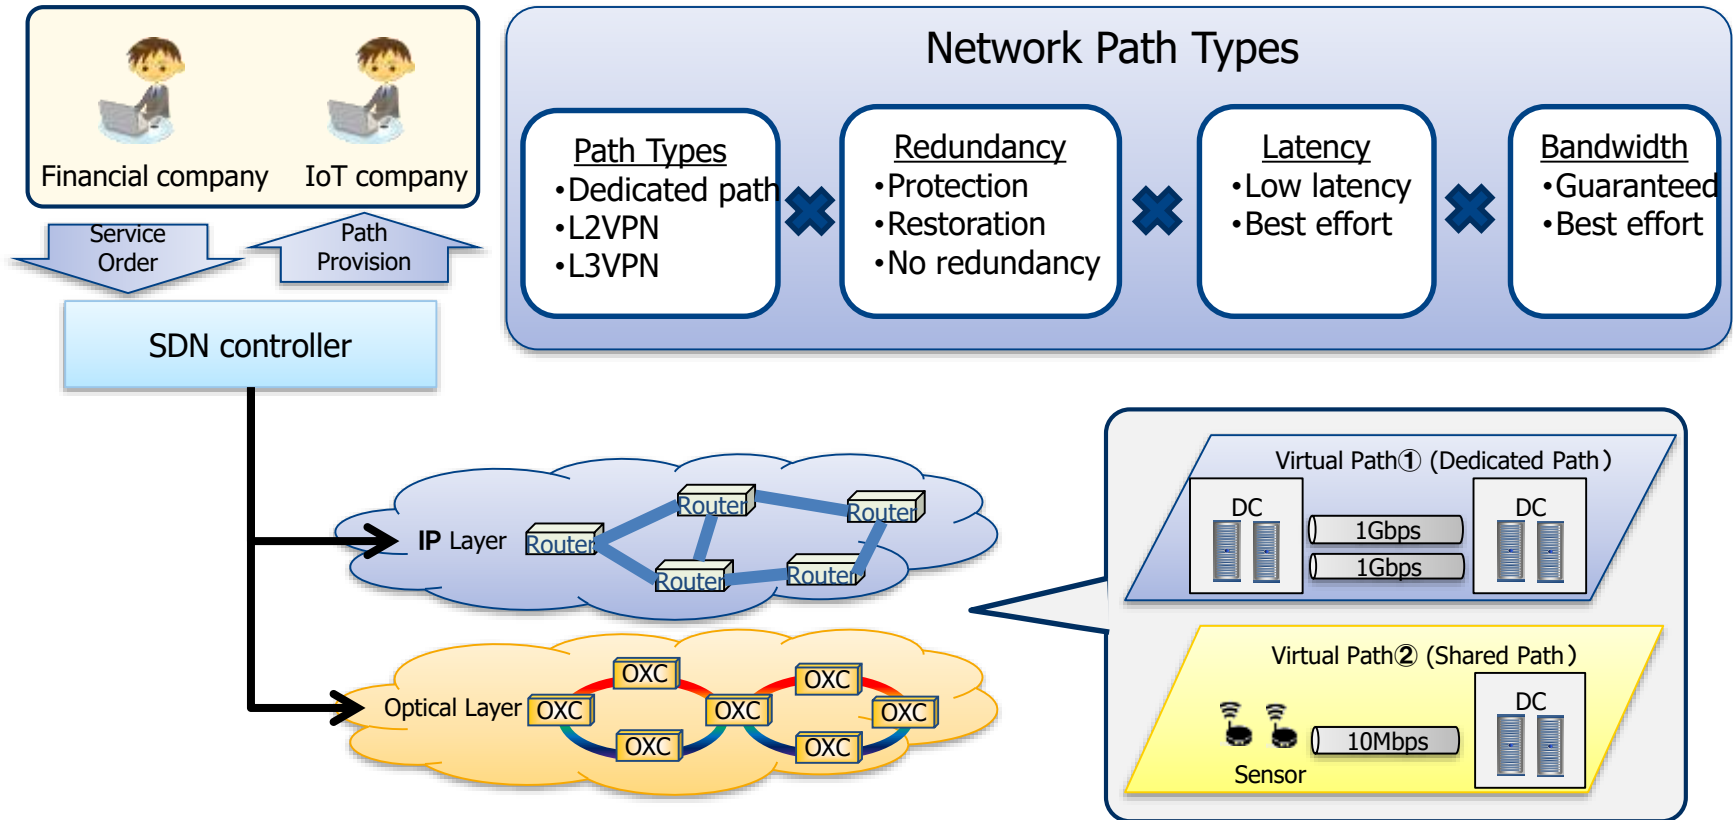 Financial company
IoT company
Service
Order
Path
Provision
SDN controller
Network Path Types
Path Types
•Dedicated path
•L2VPN
•L3VPN
Redundancy
•Protection
•Restoration
•No redundancy
Latency
•Low latency
•Best effort
Bandwidth
•Guaranteed
•Best effort
IP Layer
Router
Router
Router
Router
Router
Optical Layer
OXC
OXC
OXC
OXC
OXC
OXC
OXC
Virtual Path① (Dedicated Path）
DC
1Gbps
1Gbps
DC
Virtual Path② (Shared Path）
Sensor
10Mbps
DC